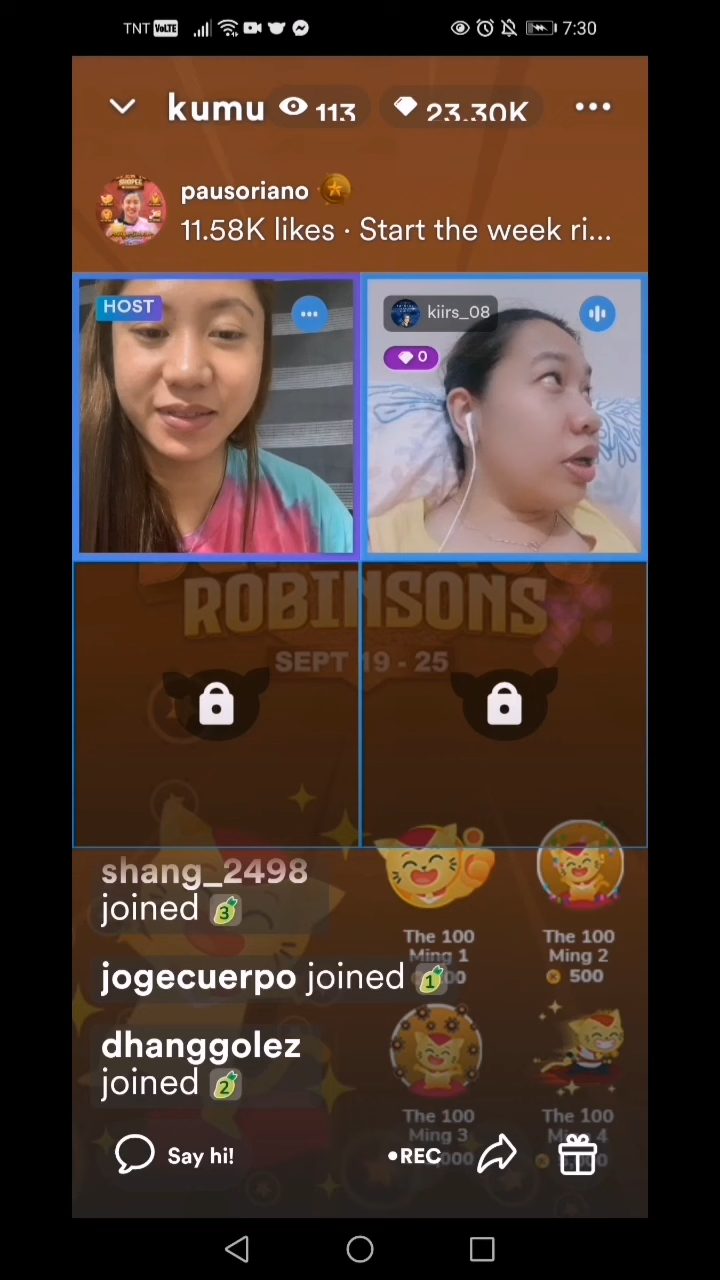 TNT VoLTE 7:30
kumu 113 23.30K
pausoriano
11.58K likes · Start the week ri...
HOST
kiirs_08
0
ROBINSONS
SEPT 19 - 25
shang_2498
joined 3
jogecuerpo joined 1
dhanggolez
joined 2
The 100
Ming 1
The 100
Ming 2
500
The 100
Ming 3
The 100
Say hi!
•REC